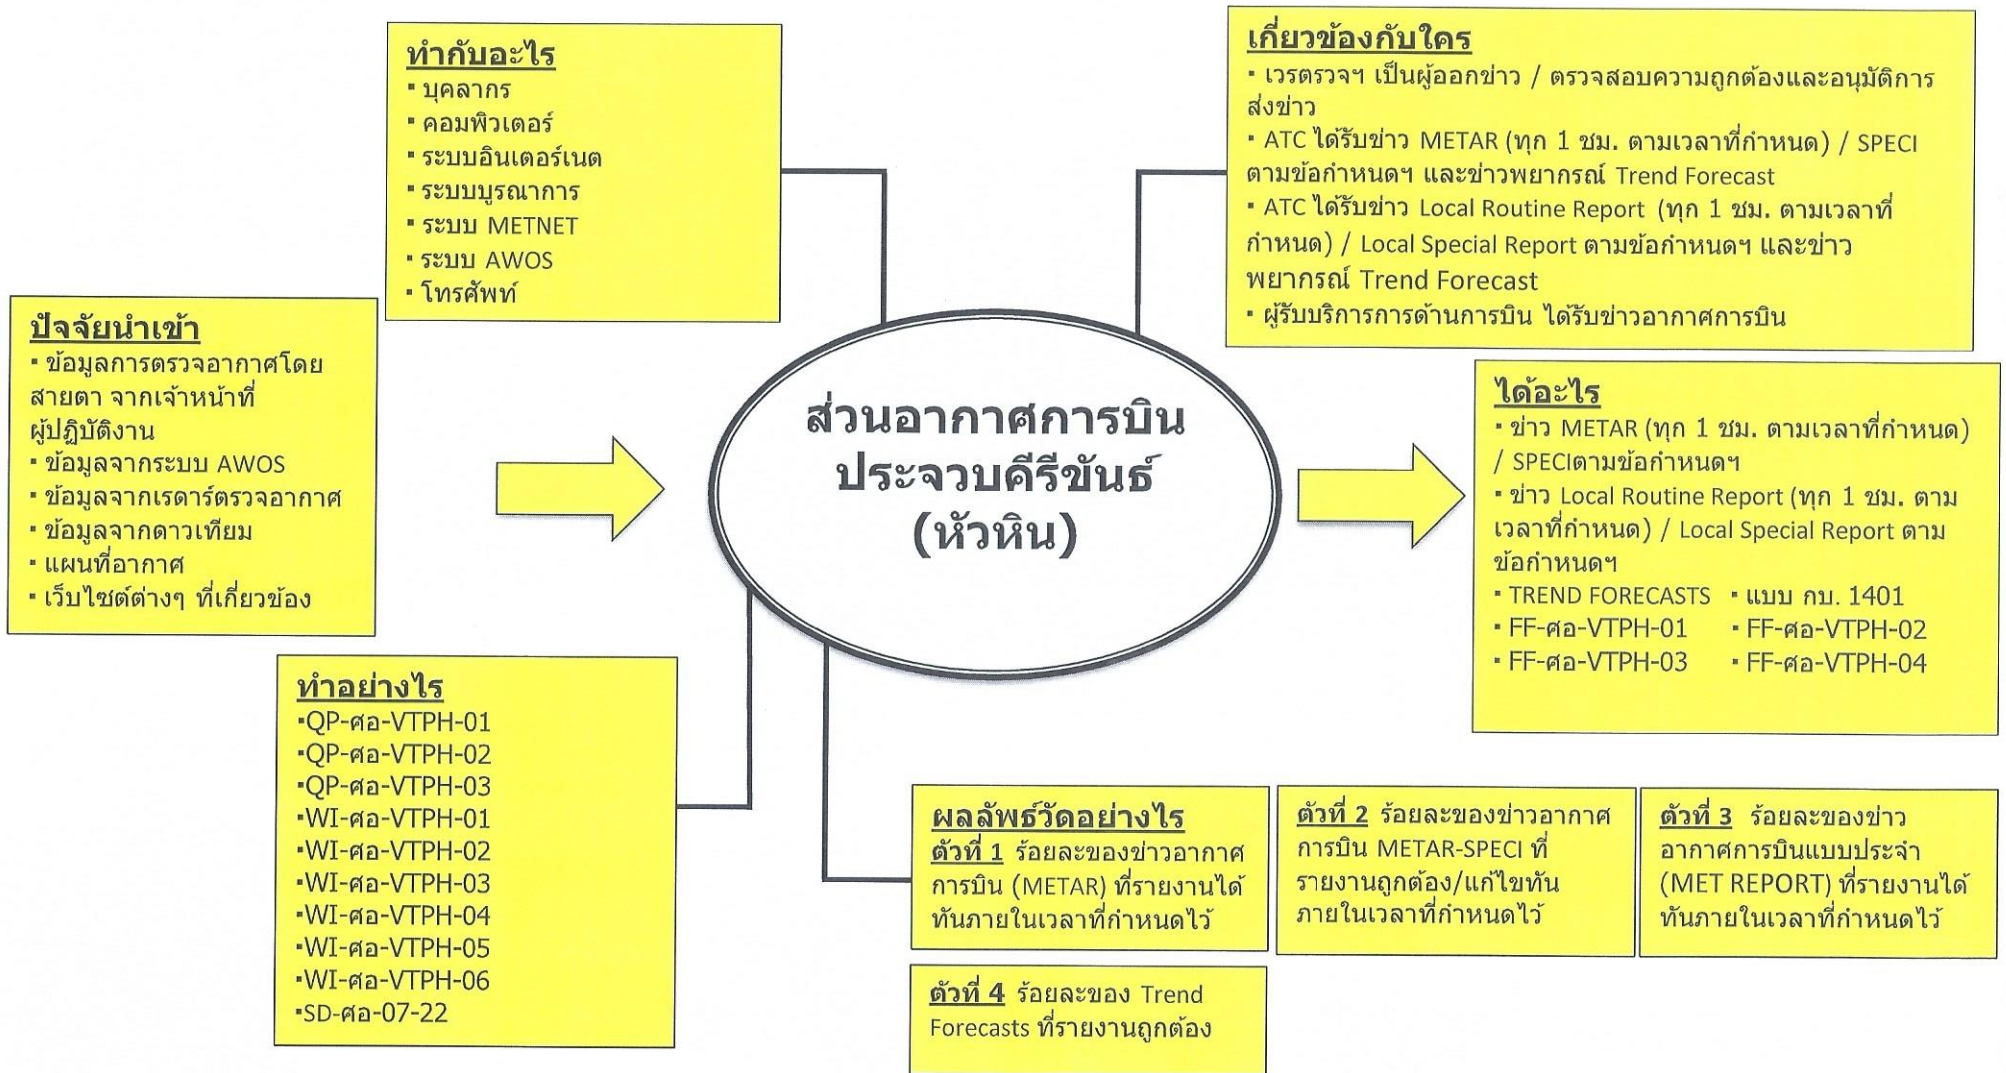 ทำกับอะไร
▪ บุคลากร
▪ คอมพิวเตอร์
▪ ระบบอินเตอร์เนต
▪ ระบบบูรณาการ
▪ ระบบ METNET
▪ ระบบ AWOS
▪ โทรศัพท์
เกี่ยวข้องกับใคร
▪ เวรตรวจฯ เป็นผู้ออกข่าว / ตรวจสอบความถูกต้องและอนุมัติการ
ส่งข่าว
▪ ATC ได้รับข่าว METAR (ทุก 1 ชม. ตามเวลาที่กำหนด) / SPECI
ตามข้อกำหนดฯ และข่าวพยากรณ์ Trend Forecast
▪ ATC ได้รับข่าว Local Routine Report (ทุก 1 ชม. ตามเวลาที่
กำหนด) / Local Special Report ตามข้อกำหนดฯ และข่าว
พยากรณ์ Trend Forecast
▪ ผู้รับบริการการด้านการบิน ได้รับข่าวอากาศการบิน
ปัจจัยนำเข้า
▪ ข้อมูลการตรวจอากาศโดย
สายตา จากเจ้าหน้าที่
ผู้ปฏิบัติงาน
▪ ข้อมูลจากระบบ AWOS
▪ ข้อมูลจากเรดาร์ตรวจอากาศ
▪ ข้อมูลจากดาวเทียม
▪ แผนที่อากาศ
▪ เว็บไซต์ต่างๆ ที่เกี่ยวข้อง
ส่วนอากาศการบิน
ประจวบคีรีขันธ์
(หัวหิน)
ได้อะไร
▪ ข่าว METAR (ทุก 1 ชม. ตามเวลาที่กำหนด)
/ SPECIตามข้อกำหนดฯ
▪ ข่าว Local Routine Report (ทุก 1 ชม. ตาม
เวลาที่กำหนด) / Local Special Report ตาม
ข้อกำหนดฯ
▪ TREND FORECASTS ▪ แบบ กบ. 1401
▪ FF-ศอ-VTPH-01 ▪ FF-ศอ-VTPH-02
▪ FF-ศอ-VTPH-03 ▪ FF-ศอ-VTPH-04
ทำอย่างไร
▪QP-ศอ-VTPH-01
▪QP-ศอ-VTPH-02
▪QP-ศอ-VTPH-03
▪WI-ศอ-VTPH-01
▪WI-ศอ-VTPH-02
▪WI-ศอ-VTPH-03
▪WI-ศอ-VTPH-04
▪WI-ศอ-VTPH-05
▪WI-ศอ-VTPH-06
▪SD-ศอ-07-22
ผลลัพธ์วัดอย่างไร
ตัวที่ 1 ร้อยละของข่าวอากาศ
การบิน (METAR) ที่รายงานได้
ทันภายในเวลาที่กำหนดไว้
ตัวที่ 2 ร้อยละของข่าวอากาศ
การบิน METAR-SPECI ที่
รายงานถูกต้อง/แก้ไขทัน
ภายในเวลาที่กำหนดไว้
ตัวที่ 3 ร้อยละของข่าว
อากาศการบินแบบประจำ
(MET REPORT) ที่รายงานได้
ทันภายในเวลาที่กำหนดไว้
ตัวที่ 4 ร้อยละของ Trend
Forecasts ที่รายงานถูกต้อง